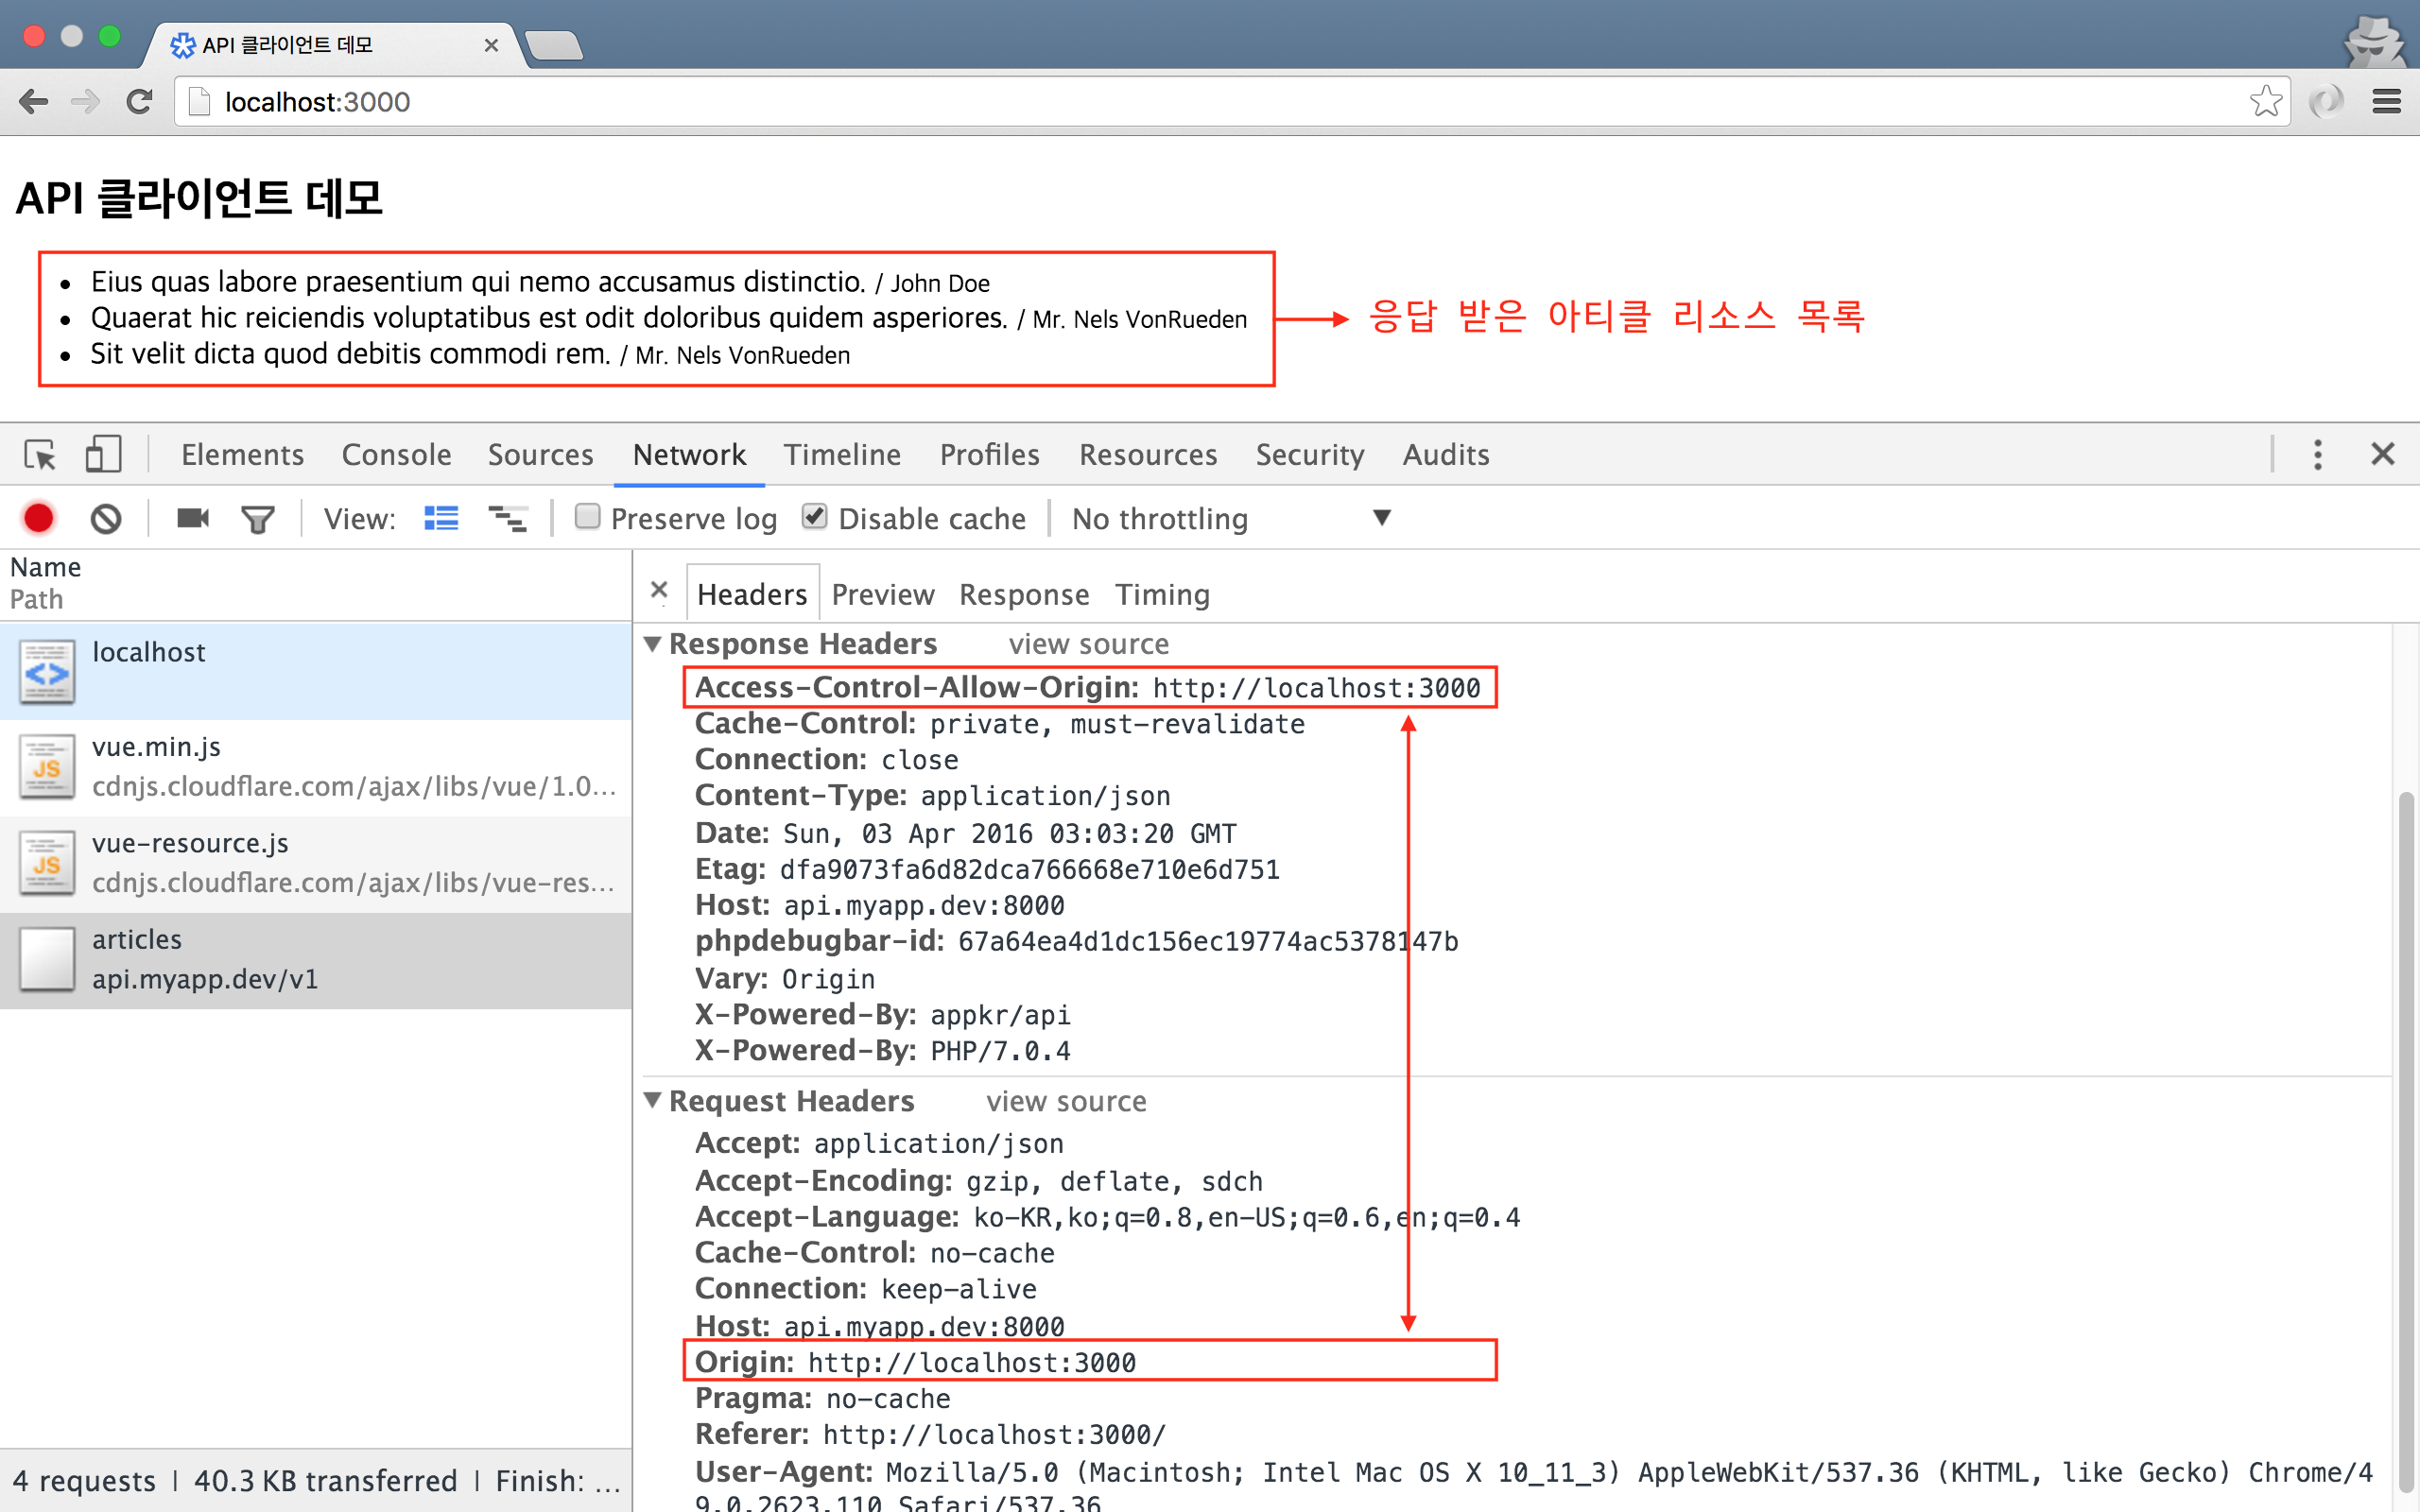 API 클라이언트 데모
localhost:3000
API 클라이언트 데모
Eius quas labore praesentium qui nemo accusamus distinctio. / John Doe
Quaerat hic reiciendis voluptatibus est odit doloribus quidem asperiores. / Mr. Nels VonRueden
Sit velit dicta quod debitis commodi rem. / Mr. Nels VonRueden
응답 받은 아티클 리소스 목록
Elements Console Sources Network Timeline Profiles Resources Security Audits
View: Preserve log Disable cache No throttling
Name
Path
localhost
vue.min.js
cdnjs.cloudflare.com/ajax/libs/vue/1.0...
vue-resource.js
cdnjs.cloudflare.com/ajax/libs/vue-res...
articles
api.myapp.dev/v1
4 requests | 40.3 KB transferred | Finish: ...
Headers Preview Response Timing
Response Headers view source
Access-Control-Allow-Origin: http://localhost:3000
Cache-Control: private, must-revalidate
Connection: close
Content-Type: application/json
Date: Sun, 03 Apr 2016 03:03:20 GMT
Etag: dfa9073fa6d82dca766668e710e6d751
Host: api.myapp.dev:8000
phpdebugbar-id: 67a64ea4d1dc156ec19774ac5378147b
Vary: Origin
X-Powered-By: appkr/api
X-Powered-By: PHP/7.0.4
Request Headers view source
Accept: application/json
Accept-Encoding: gzip, deflate, sdch
Accept-Language: ko-KR,ko;q=0.8,en-US;q=0.6,en;q=0.4
Cache-Control: no-cache
Connection: keep-alive
Host: api.myapp.dev:8000
Origin: http://localhost:3000
Pragma: no-cache
Referer: http://localhost:3000/
User-Agent: Mozilla/5.0 (Macintosh; Intel Mac OS X 10_11_3) AppleWebKit/537.36 (KHTML, like Gecko) Chrome/4
9.0.2623.110 Safari/537.36